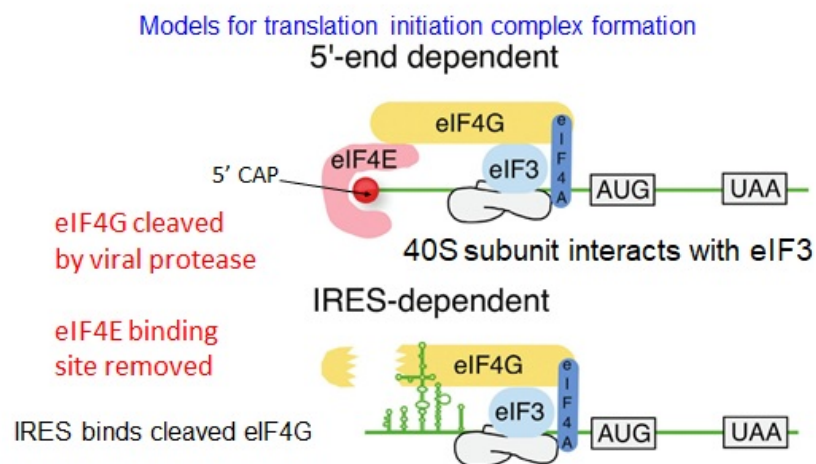 Models for translation initiation complex formation
5'-end dependent
eIF4G
eIF4A
eIF4E
eIF3
5' CAP
AUG
UAA
eIF4G cleaved
by viral protease
40S subunit interacts with eIF3
IRES-dependent
eIF4E binding
site removed
eIF4G
eIF4A
eIF3
IRES binds cleaved eIF4G
AUG
UAA